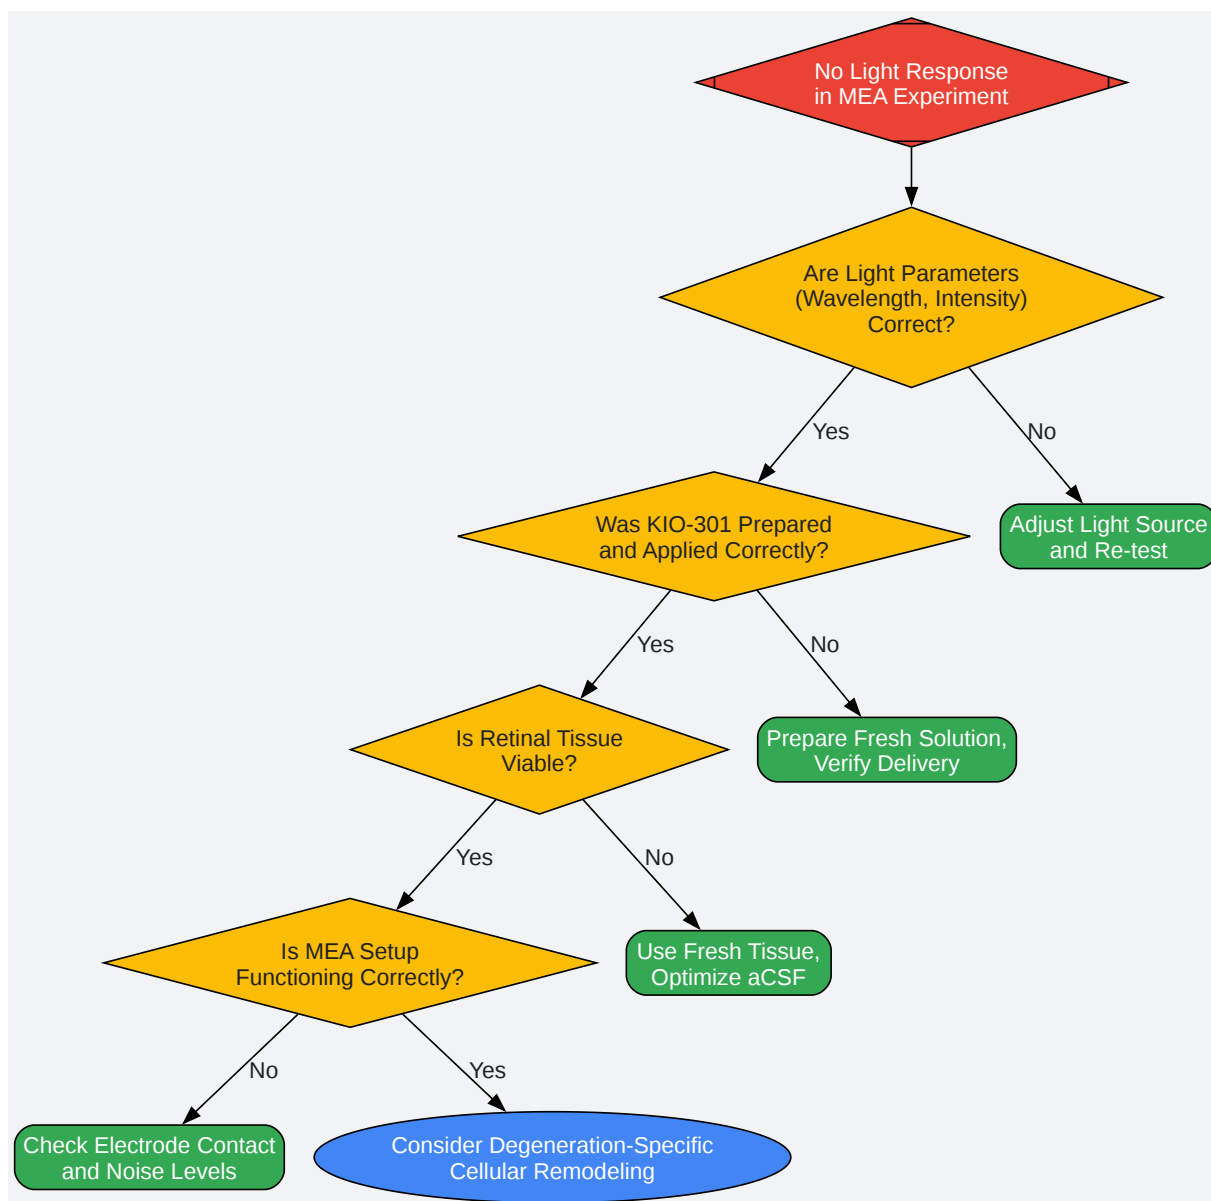 No Light Response
in MEA Experiment
Are Light Parameters
(Wavelength, Intensity)
Correct?
Yes
No
Was KIO-301 Prepared
and Applied Correctly?
Adjust Light Source
and Re-test
Yes
No
Is Retinal Tissue
Viable?
Prepare Fresh Solution,
Verify Delivery
Yes
No
Is MEA Setup
Functioning Correctly?
Use Fresh Tissue,
Optimize aCSF
No
Yes
Check Electrode Contact
and Noise Levels
Consider Degeneration-Specific
Cellular Remodeling